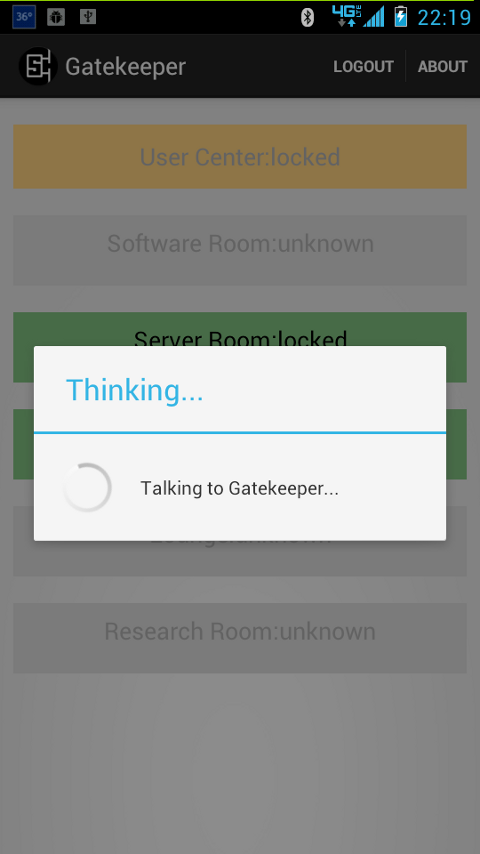 36°
4G LTE
22:19
Gatekeeper
LOGOUT
ABOUT
User Center:locked
Software Room:unknown
Server Room:locked
Thinking...
Talking to Gatekeeper...
Research Room:unknown